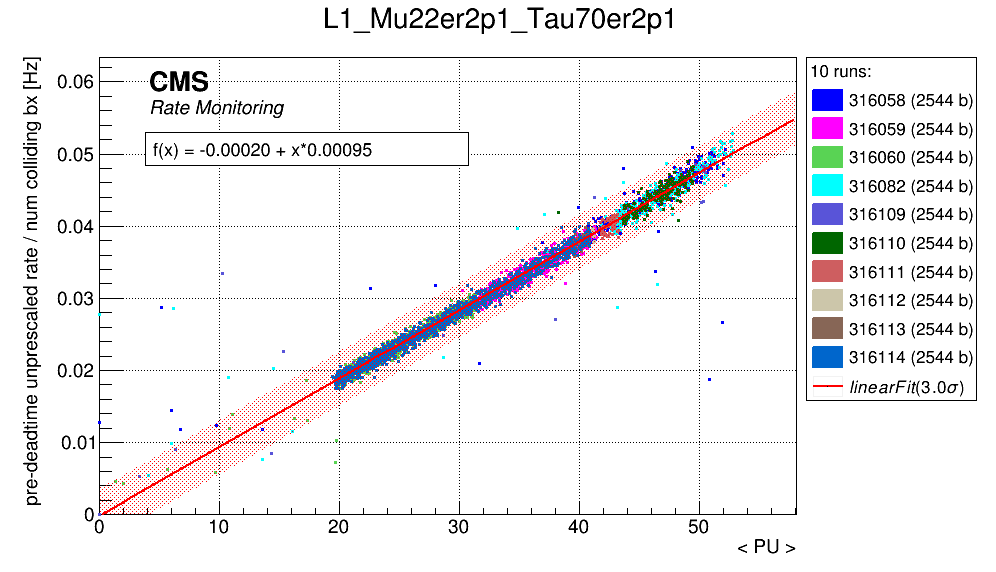 L1_Mu22er2p1_Tau70er2p1
pre-deadtime unprescaled rate / num colliding bx [Hz]
CMS
Rate Monitoring
f(x) = -0.00020 + x*0.00095
0.06
0.05
0.04
0.03
0.02
0.01
0
0 10 20 30 40 50
< PU >
10 runs:
316058 (2544 b)
316059 (2544 b)
316060 (2544 b)
316082 (2544 b)
316109 (2544 b)
316110 (2544 b)
316111 (2544 b)
316112 (2544 b)
316113 (2544 b)
316114 (2544 b)
linearFit(3.0σ)